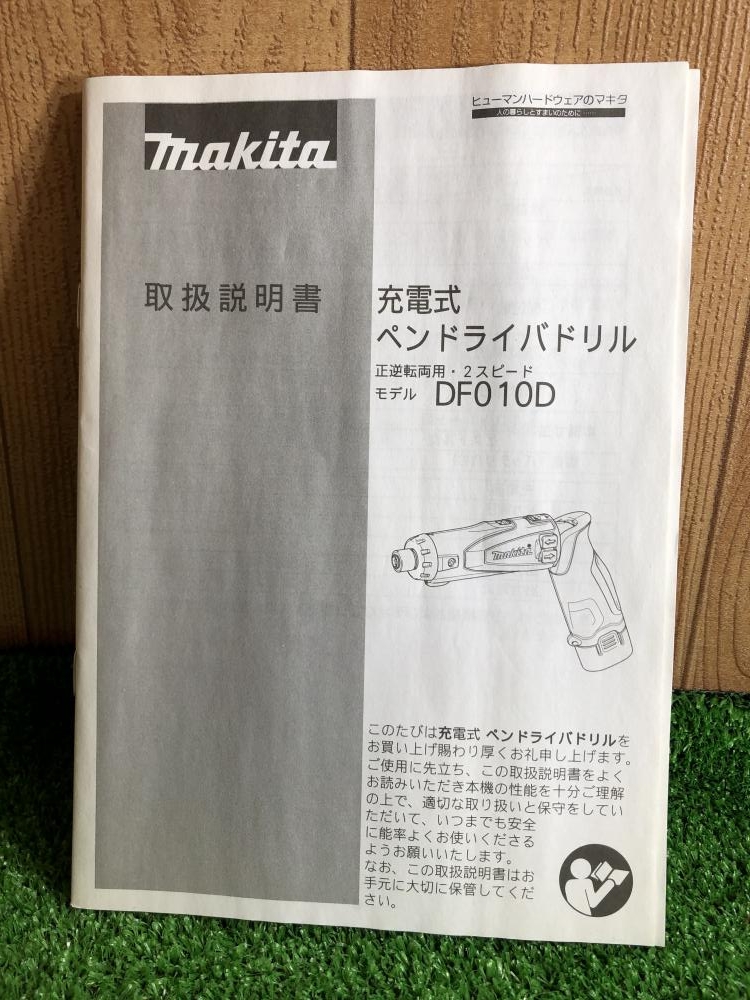 ヒューマンハードウェアのマキタ
人の暮らしとすまいのために……
makita
取扱説明書
充電式
ペンドライバドリル
正逆転両用・2スピード
モデル DF010D
makita
このたびは充電式 ペンドライバドリルを
お買い上げ賜わり厚くお礼申し上げます。
ご使用に先立ち、この取扱説明書をよく
お読みいただき本機の性能を十分ご理解
の上で、適切な取り扱いと保守をしてい
ただいて、いつまでも安全
に能率よくお使いくださる
ようお願いいたします。
なお、この取扱説明書はお
手元に大切に保管してくだ
さい。